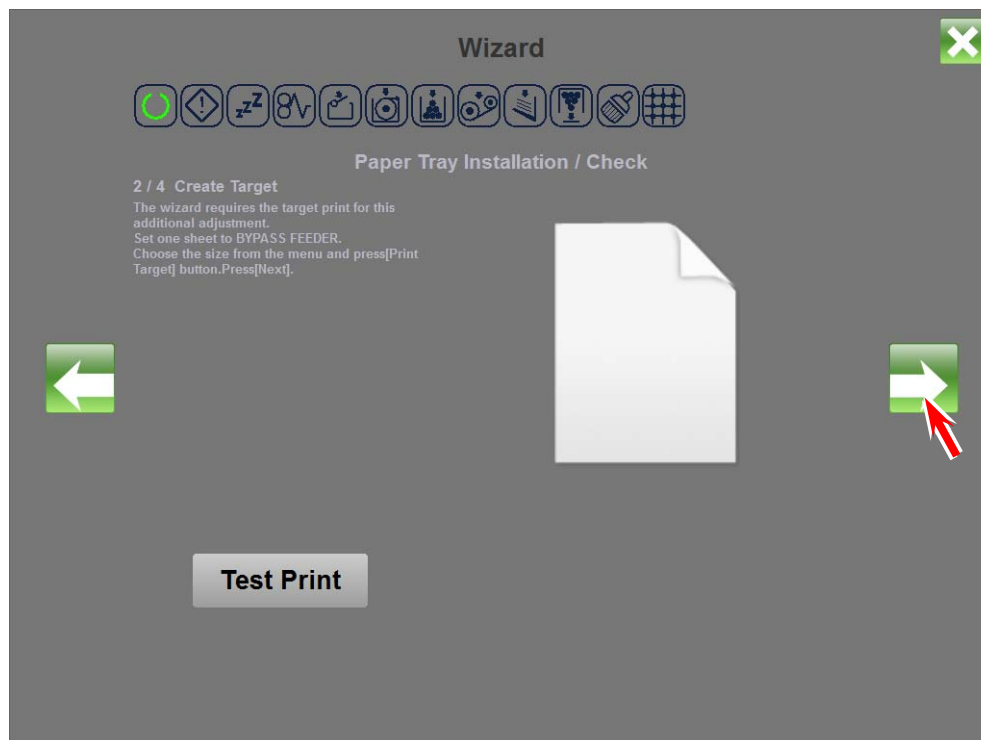 Wizard
zzZ
Paper Tray Installation / Check
2 / 4 Create Target
The wizard requires the target print for this
additional adjustment.
Set one sheet to BYPASS FEEDER.
Choose the size from the menu and press[Print
Target] button.Press[Next].
Test Print